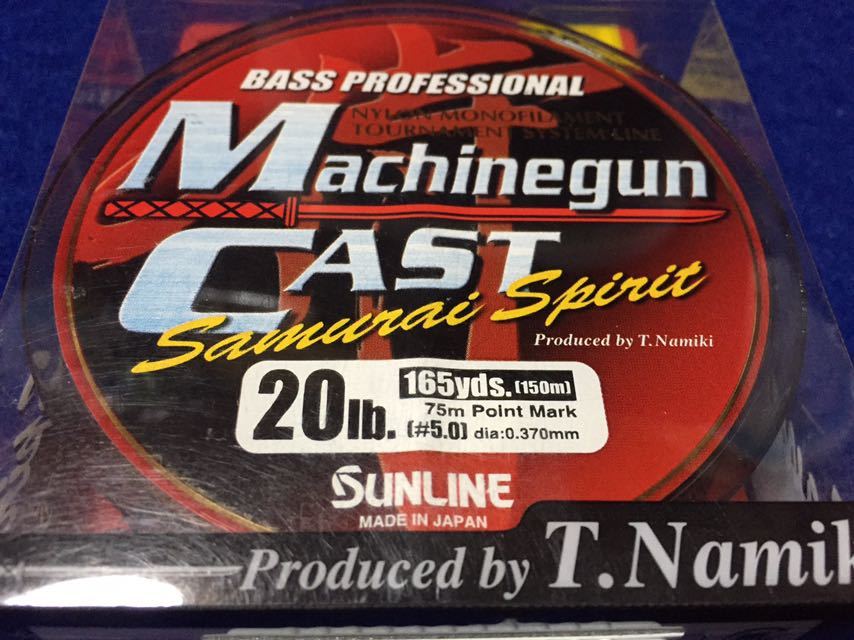 BASS PROFESSIONAL
NYLON MONOFILAMENT
TOURNAMENT SYSTEM LINE
Machinegun
CAST
Samurai Spirit
Produced by T.Namiki
20lb.
165yds.(150m)
75m Point Mark
(#5.0) dia:0.370mm
SUNLINE
MADE IN JAPAN
Produced by T.Namik